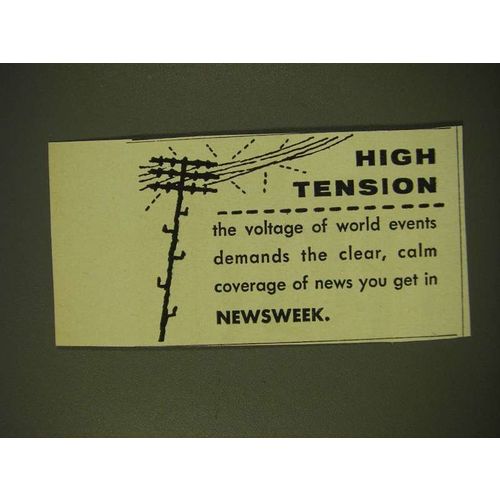 HIGH
TENSION
the voltage of world events
demands the clear, calm
coverage of news you get in
NEWSWEEK.